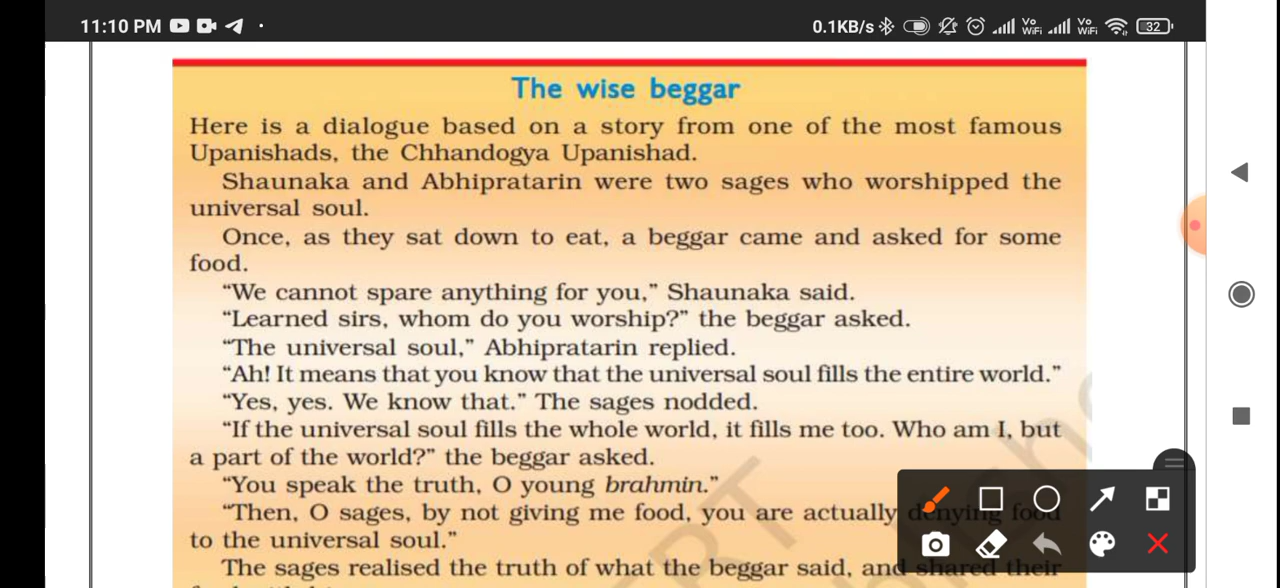 11:10 PM
0.1KB/s Vo WiFi Vo WiFi 32
The wise beggar
Here is a dialogue based on a story from one of the most famous
Upanishads, the Chhandogya Upanishad.
Shaunaka and Abhipratarin were two sages who worshipped the
universal soul.
Once, as they sat down to eat, a beggar came and asked for some
food.
“We cannot spare anything for you,” Shaunaka said.
“Learned sirs, whom do you worship?” the beggar asked.
“The universal soul,” Abhipratarin replied.
“Ah! It means that you know that the universal soul fills the entire world.”
“Yes, yes. We know that.” The sages nodded.
“If the universal soul fills the whole world, it fills me too. Who am I, but
a part of the world?” the beggar asked.
“You speak the truth, O young brahmin.”
“Then, O sages, by not giving me food, you are actually denying food
to the universal soul.”
The sages realised the truth of what the beggar said, and shared their